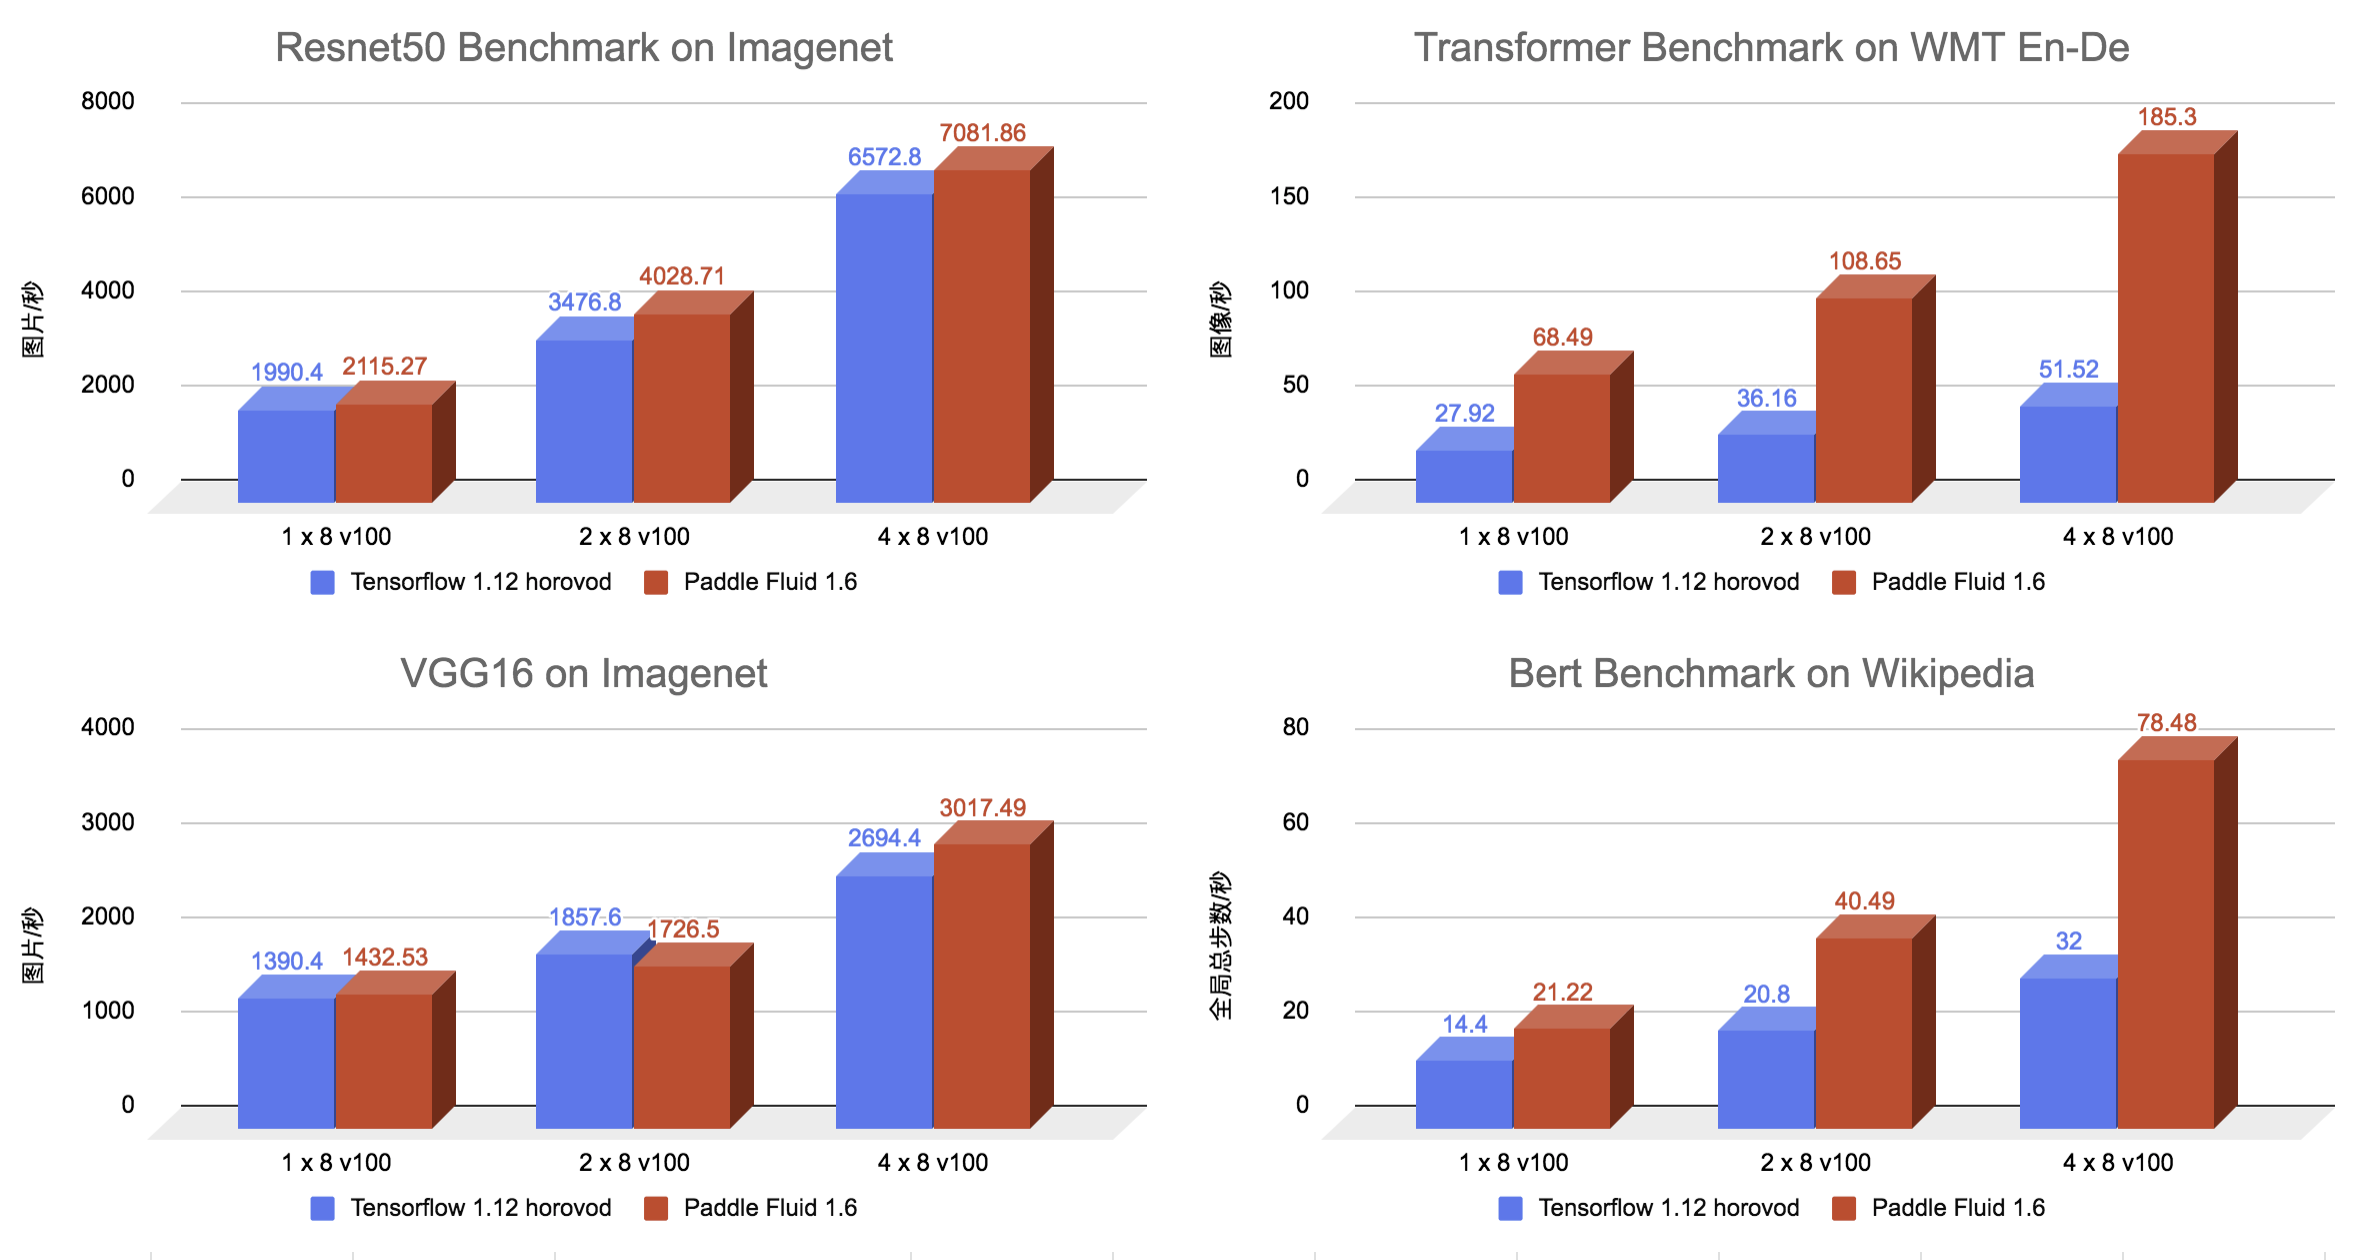 Resnet50 Benchmark on Imagenet
图片/秒
8000
6000
4000
2000
0
1990.4
2115.27
3476.8
4028.71
6572.8
7081.86
1 x 8 v100
2 x 8 v100
4 x 8 v100
Tensorflow 1.12 horovod
Paddle Fluid 1.6
Transformer Benchmark on WMT En-De
图像/秒
200
150
100
50
0
27.92
68.49
36.16
108.65
51.52
185.3
1 x 8 v100
2 x 8 v100
4 x 8 v100
Tensorflow 1.12 horovod
Paddle Fluid 1.6
VGG16 on Imagenet
图片/秒
4000
3000
2000
1000
0
1390.4
1432.53
1857.6
1726.5
2694.4
3017.49
1 x 8 v100
2 x 8 v100
4 x 8 v100
Tensorflow 1.12 horovod
Paddle Fluid 1.6
Bert Benchmark on Wikipedia
全局总步数/秒
80
60
40
20
0
14.4
21.22
20.8
40.49
32
78.48
1 x 8 v100
2 x 8 v100
4 x 8 v100
Tensorflow 1.12 horovod
Paddle Fluid 1.6